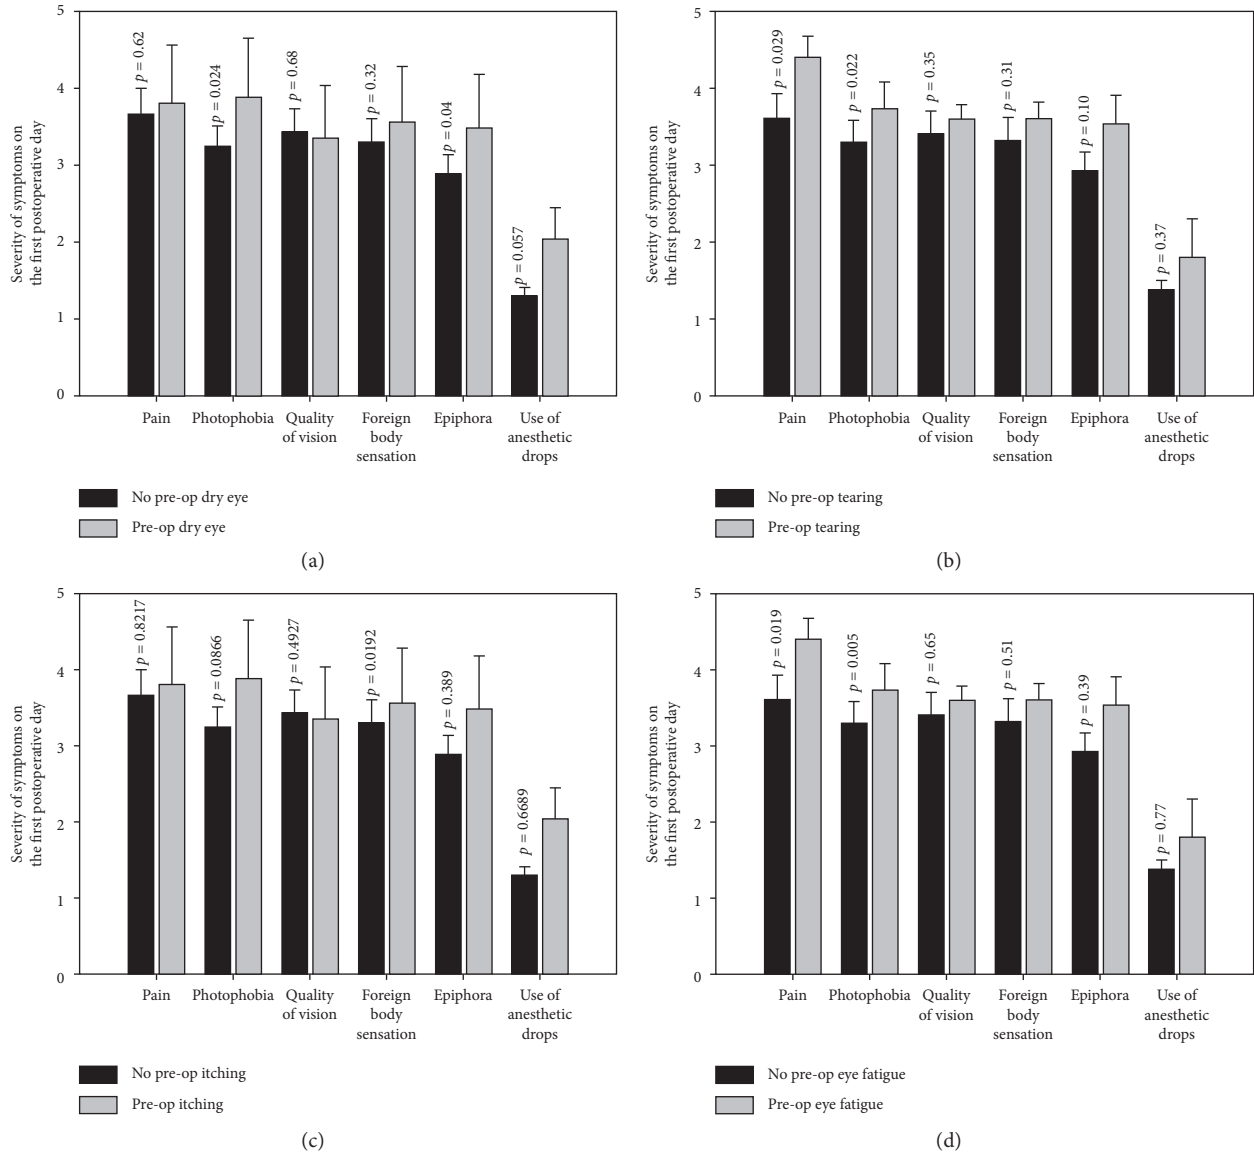 Severity of symptoms on
the first postoperative day
5
4
3
2
1
0
p = 0.62
p = 0.024
p = 0.68
p = 0.32
p = 0.04
p = 0.057
Pain
Photophobia
Quality
of vision
Foreign
body
sensation
Epiphora
Use of
anesthetic
drops
No pre-op dry eye
Pre-op dry eye
(a)
Severity of symptoms on
the first postoperative day
5
4
3
2
1
0
p = 0.029
p = 0.022
p = 0.35
p = 0.31
p = 0.10
p = 0.37
Pain
Photophobia
Quality
of vision
Foreign
body
sensation
Epiphora
Use of
anesthetic
drops
No pre-op tearing
Pre-op tearing
(b)
Severity of symptoms on
the first postoperative day
5
4
3
2
1
0
p = 0.8217
p = 0.0866
p = 0.4927
p = 0.0192
p = 0.389
p = 0.6689
Pain
Photophobia
Quality
of vision
Foreign
body
sensation
Epiphora
Use of
anesthetic
drops
No pre-op itching
Pre-op itching
(c)
Severity of symptoms on
the first postoperative day
5
4
3
2
1
0
p = 0.019
p = 0.005
p = 0.65
p = 0.51
p = 0.39
p = 0.77
Pain
Photophobia
Quality
of vision
Foreign
body
sensation
Epiphora
Use of
anesthetic
drops
No pre-op eye fatigue
Pre-op eye fatigue
(d)